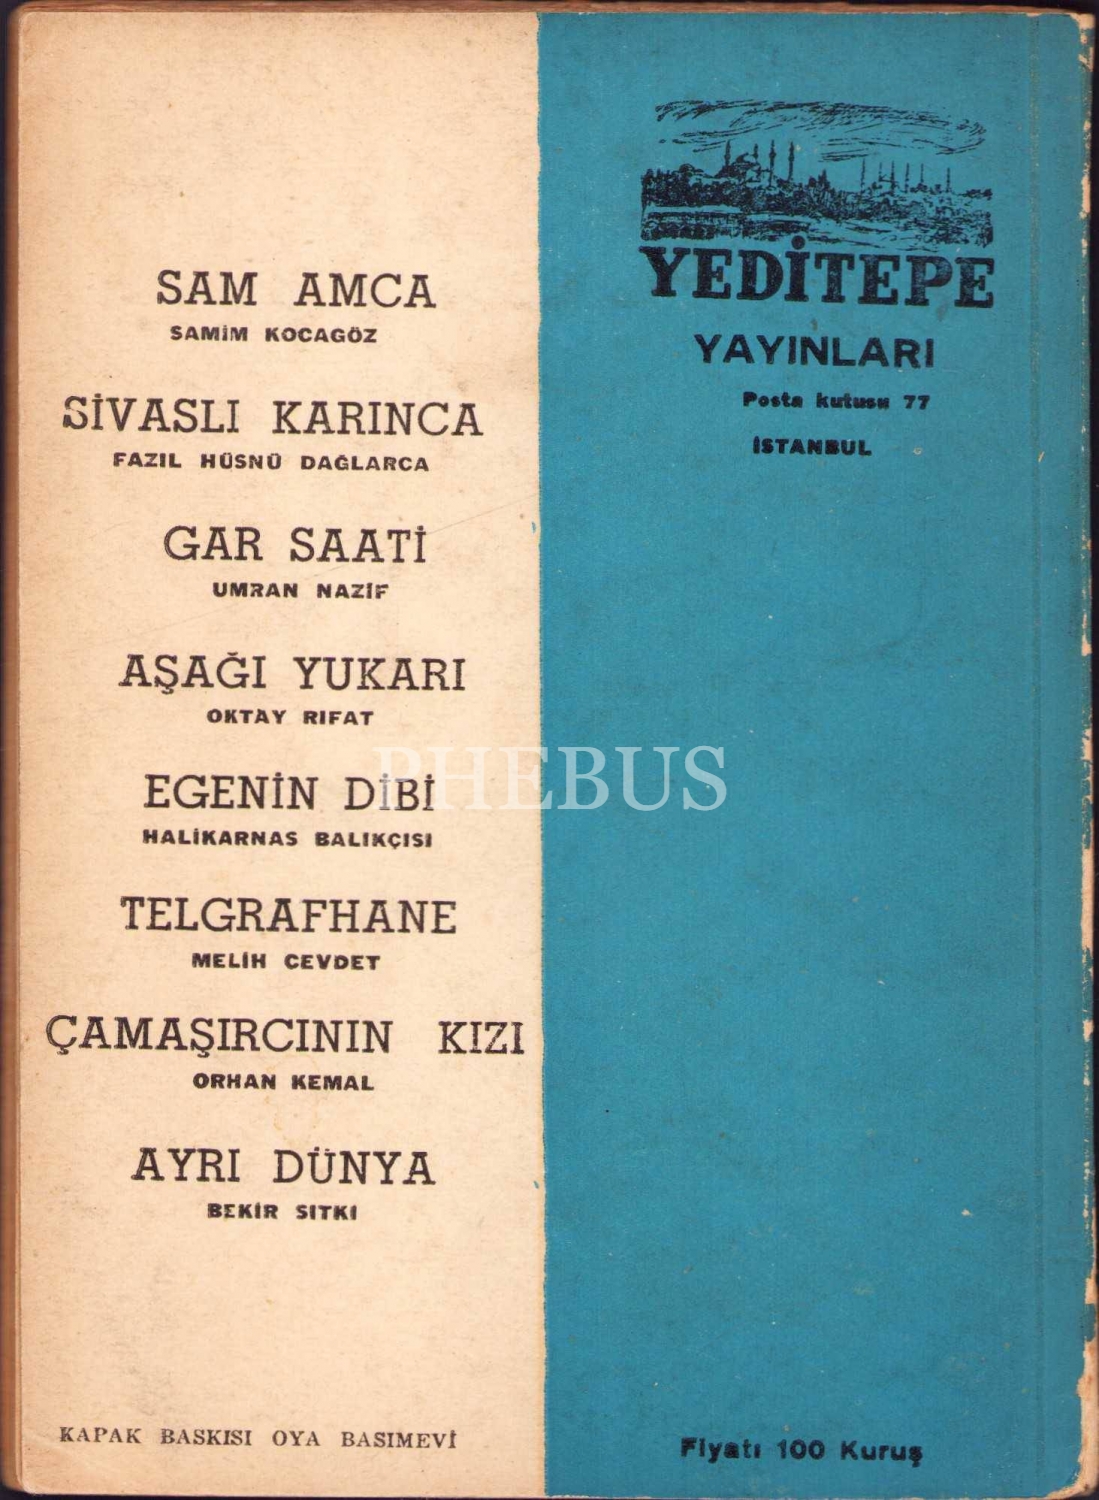 SAM AMCA
SAMİM KOCAGÖZ
SİVASLI KARINCA
FAZIL HÜSNÜ DAĞLARCA
GAR SAATİ
UMRAN NAZİF
AŞAĞI YUKARI
OKTAY RIFAT
EGENİN DİBİ
HALİKARNAS BALIKÇISI
TELGRAFHANE
MELİH CEVDET
ÇAMAŞIRCININ KIZI
ORHAN KEMAL
AYRI DÜNYA
BEKİR SITKI
KAPAK BASKISI OYA BASIMEVİ
YEDİTEPE
YAYINLARI
Posta kutusu 77
İSTANBUL
Fiyatı 100 Kuruş
PHEBUS